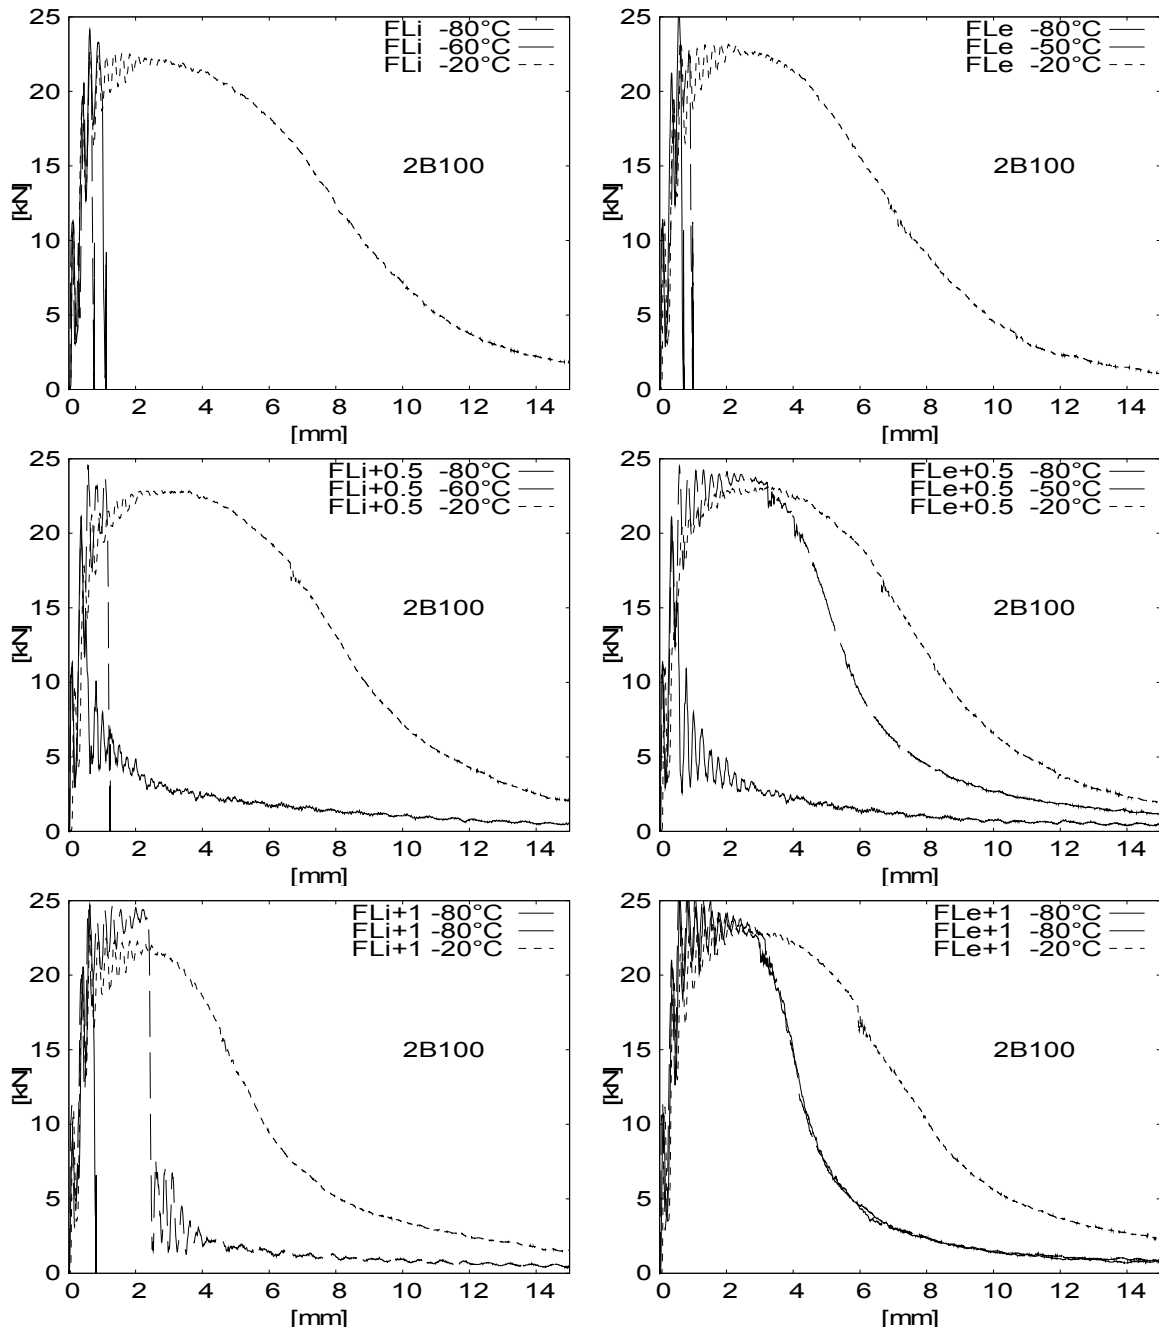 25
20
15
10
5
0
[kN]
FLi -80°C
FLi -60°C
FLi -20°C
2B100
0 2 4 6 8 10 12 14
[mm]
25
20
15
10
5
0
[kN]
FLe -80°C
FLe -50°C
FLe -20°C
2B100
0 2 4 6 8 10 12 14
[mm]
25
20
15
10
5
0
[kN]
FLi+0.5 -80°C
FLi+0.5 -60°C
FLi+0.5 -20°C
2B100
0 2 4 6 8 10 12 14
[mm]
25
20
15
10
5
0
[kN]
FLe+0.5 -80°C
FLe+0.5 -50°C
FLe+0.5 -20°C
2B100
0 2 4 6 8 10 12 14
[mm]
25
20
15
10
5
0
[kN]
FLi+1 -80°C
FLi+1 -80°C
FLi+1 -20°C
2B100
0 2 4 6 8 10 12 14
[mm]
25
20
15
10
5
0
[kN]
FLe+1 -80°C
FLe+1 -80°C
FLe+1 -20°C
2B100
0 2 4 6 8 10 12 14
[mm]